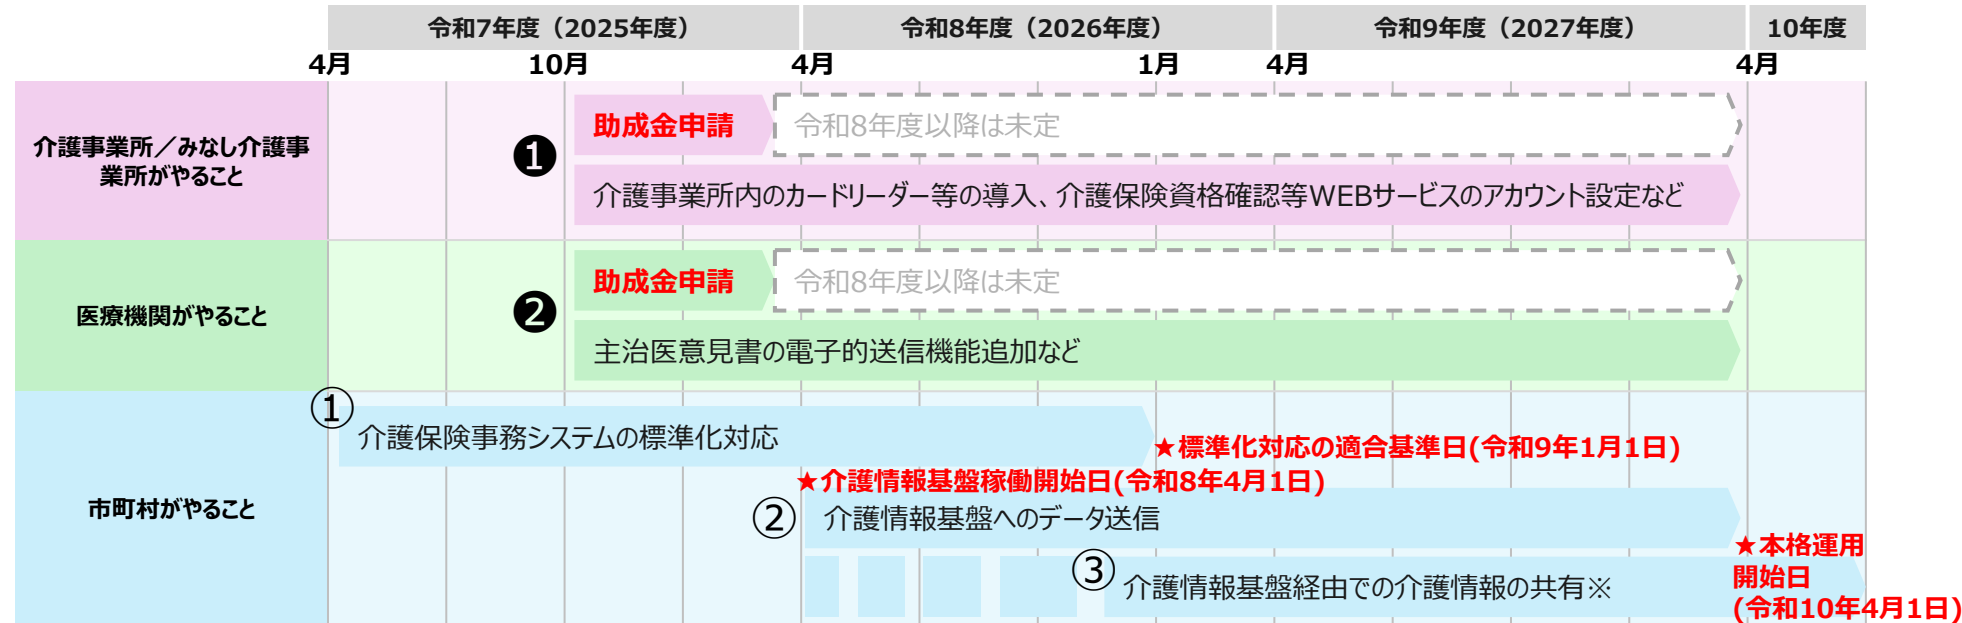 令和7年度（2025年度）
令和8年度（2026年度）
令和9年度（2027年度）
10年度
4月
10月
4月
1月
4月
4月
介護事業所／みなし介護事
業所がやること
❶
助成金申請
令和8年度以降は未定
介護事業所内のカードリーダー等の導入、介護保険資格確認等WEBサービスのアカウント設定など
医療機関がやること
❷
助成金申請
令和8年度以降は未定
主治医意見書の電子的送信機能追加など
市町村がやること
①
介護保険事務システムの標準化対応
★標準化対応の適合基準日(令和9年1月1日)
★介護情報基盤稼働開始日(令和8年4月1日)
②
介護情報基盤へのデータ送信
③
介護情報基盤経由での介護情報の共有※
★本格運用
開始日
(令和10年4月1日)